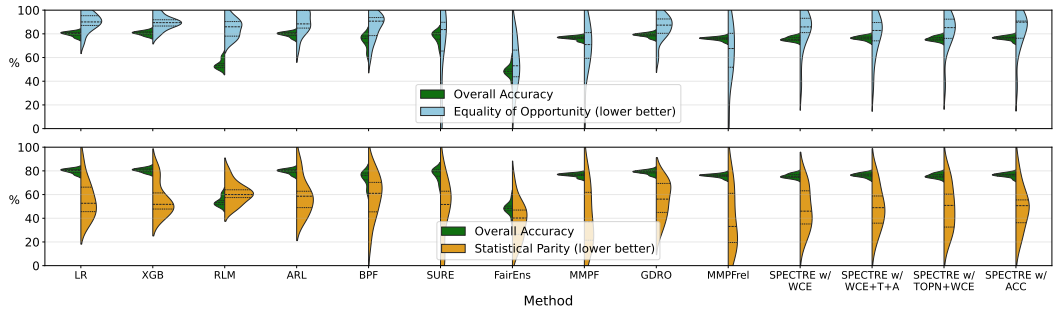 100
80
60
40
20
0
%
Overall Accuracy
Equality of Opportunity (lower better)
100
80
60
40
20
0
%
Overall Accuracy
Statistical Parity (lower better)
LR XGB RLM ARL BPF SURE FairEns MMPF GDRO MMPFrel SPECTRE w/ SPECTRE w/ SPECTRE w/ SPECTRE w/
WCE WCE+T+A TOPN+WCE ACC
Method